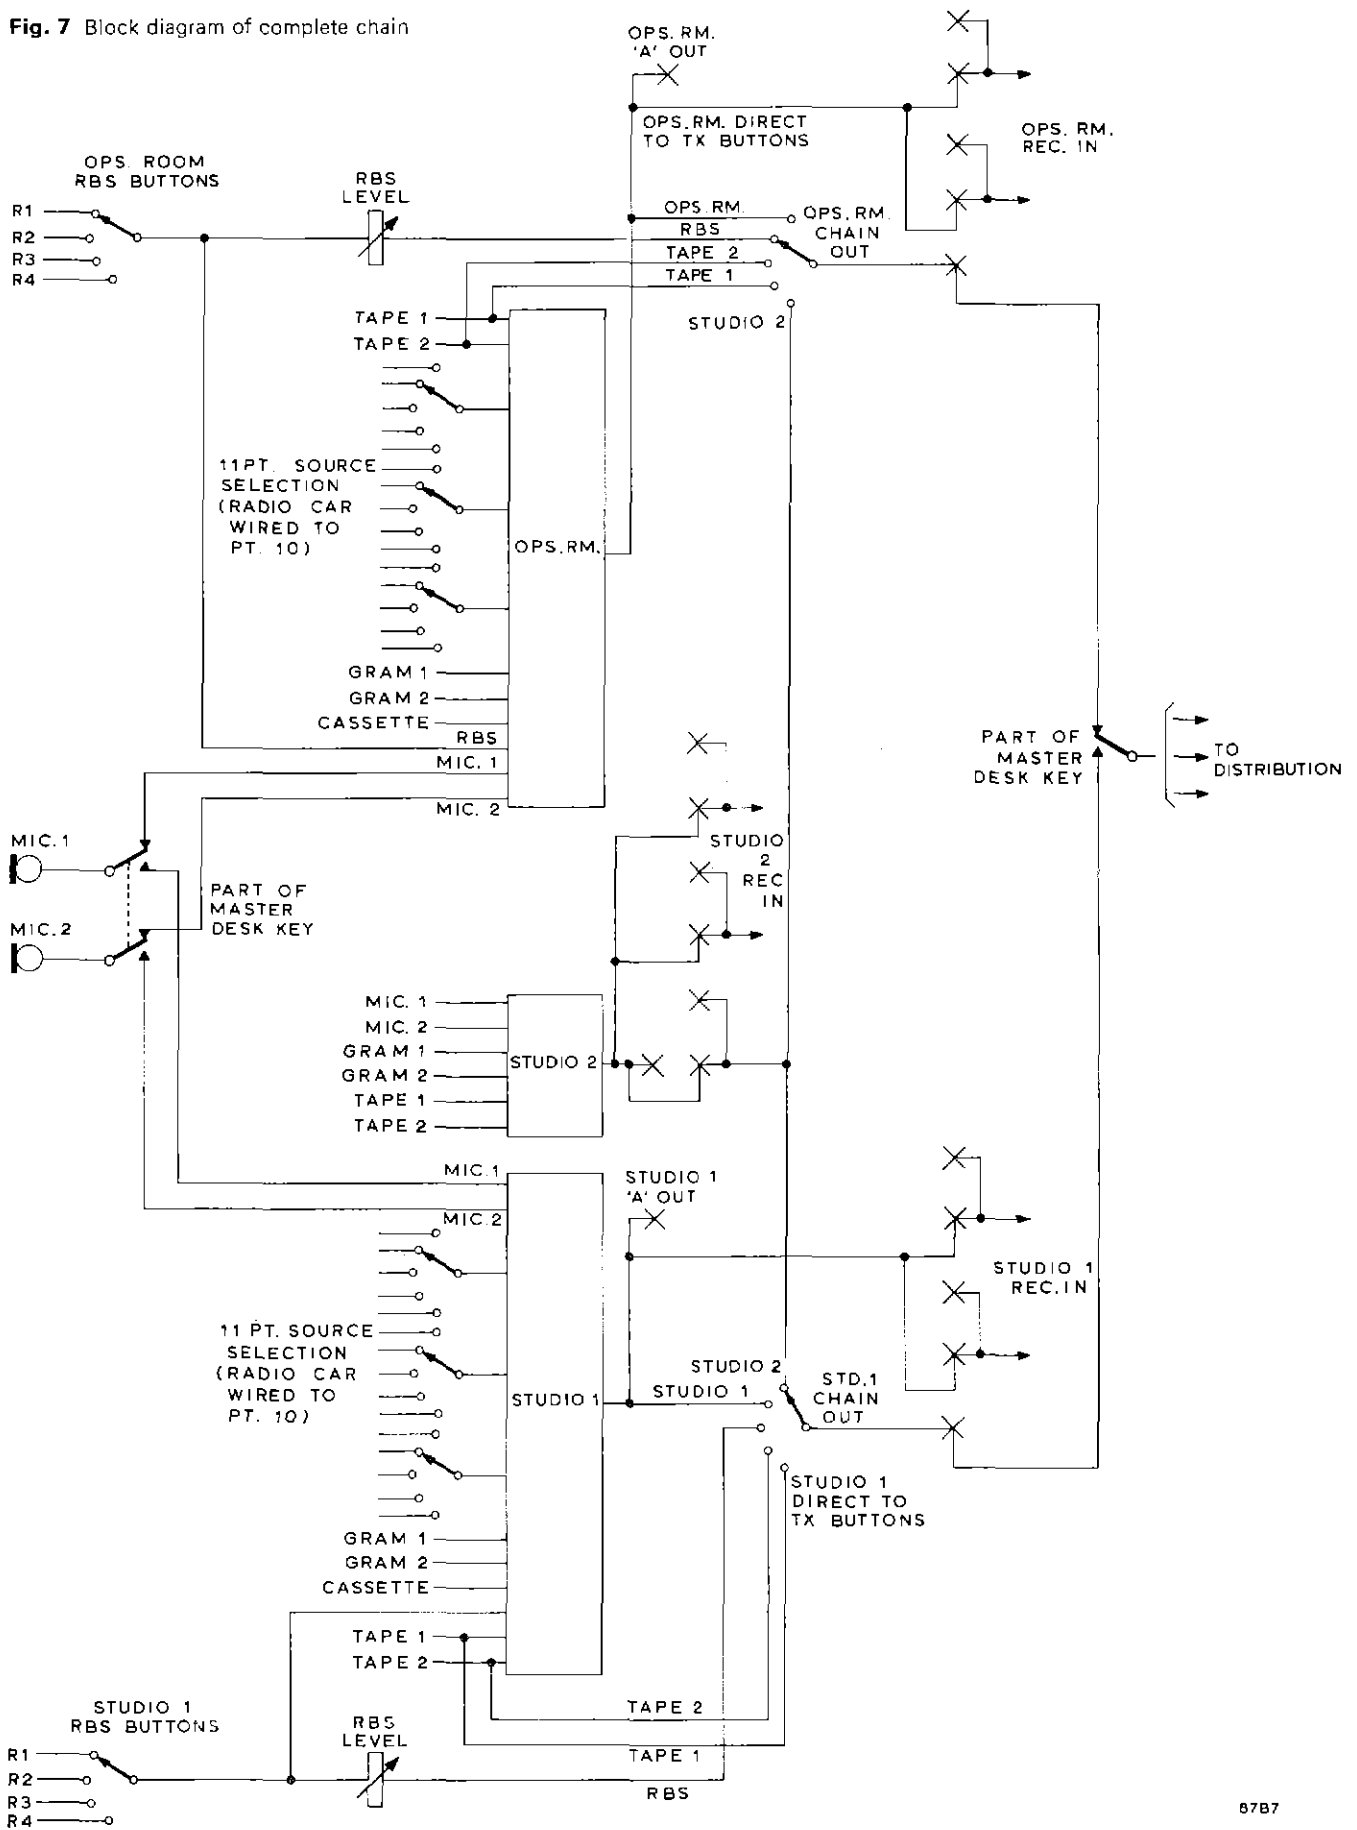 Fig. 7 Block diagram of complete chain
OPS. RM.
'A' OUT
OPS. RM. DIRECT
TO TX BUTTONS
OPS. RM.
REC. IN
OPS. ROOM
RBS BUTTONS
R1
R2
R3
R4
RBS
LEVEL
OPS. RM.
RBS
TAPE 2
TAPE 1
STUDIO 2
OPS. RM.
CHAIN
OUT
TAPE 1
TAPE 2
11PT. SOURCE
SELECTION
(RADIO CAR
WIRED TO
PT. 10)
OPS. RM.
GRAM 1
GRAM 2
CASSETTE
RBS
MIC. 1
MIC. 2
PART OF
MASTER
DESK KEY
TO
DISTRIBUTION
MIC. 1
MIC. 2
PART OF
MASTER
DESK KEY
STUDIO
2
REC
IN
MIC. 1
MIC. 2
GRAM 1
GRAM 2
TAPE 1
TAPE 2
STUDIO 2
MIC. 1
MIC. 2
STUDIO 1
'A' OUT
STUDIO 1
REC. IN
11 PT. SOURCE
SELECTION
(RADIO CAR
WIRED TO
PT. 10)
STUDIO 1
STUDIO 2
STUDIO 1
STD. 1
CHAIN
OUT
STUDIO 1
DIRECT TO
TX BUTTONS
GRAM 1
GRAM 2
CASSETTE
TAPE 1
TAPE 2
TAPE 2
TAPE 1
RBS
STUDIO 1
RBS BUTTONS
R1
R2
R3
R4
RBS
LEVEL
8787